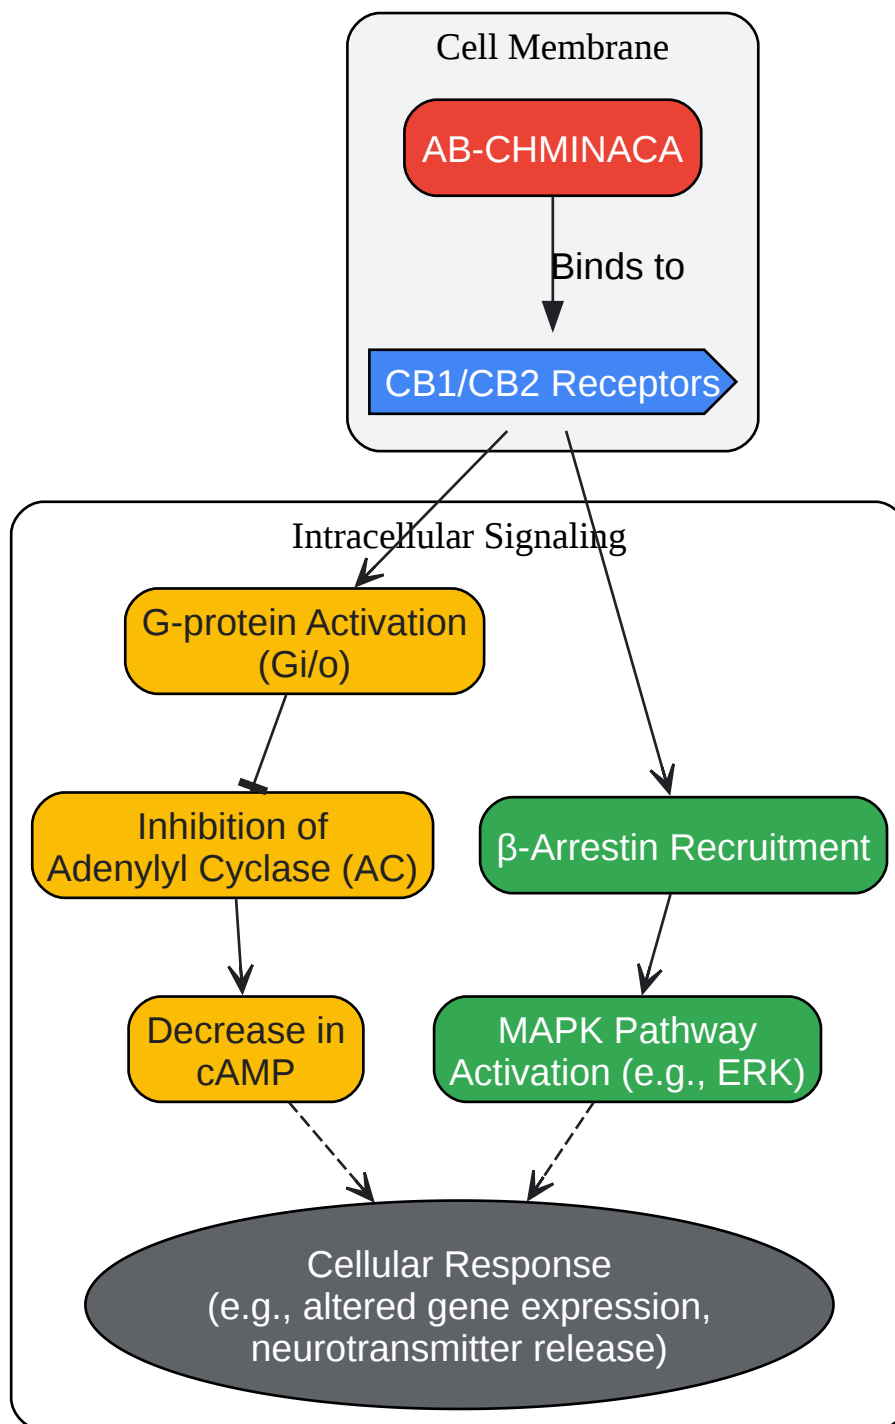 Cell Membrane
AB-CHMINACA
Binds to
CB1/CB2 Receptors
Intracellular Signaling
G-protein Activation
(Gi/o)
Inhibition of
Adenylyl Cyclase (AC)
β-Arrestin Recruitment
Decrease in
cAMP
MAPK Pathway
Activation (e.g., ERK)
Cellular Response
(e.g., altered gene expression,
neurotransmitter release)